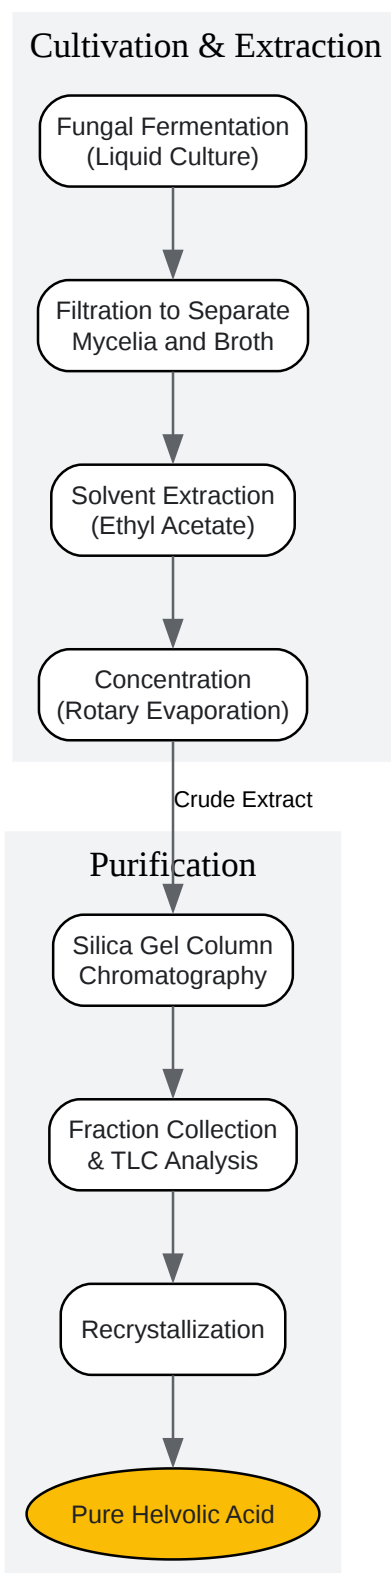 Cultivation & Extraction
Fungal Fermentation
(Liquid Culture)
Filtration to Separate
Mycelia and Broth
Solvent Extraction
(Ethyl Acetate)
Concentration
(Rotary Evaporation)
Crude Extract
Purification
Silica Gel Column
Chromatography
Fraction Collection
& TLC Analysis
Recrystallization
Pure Helvolic Acid